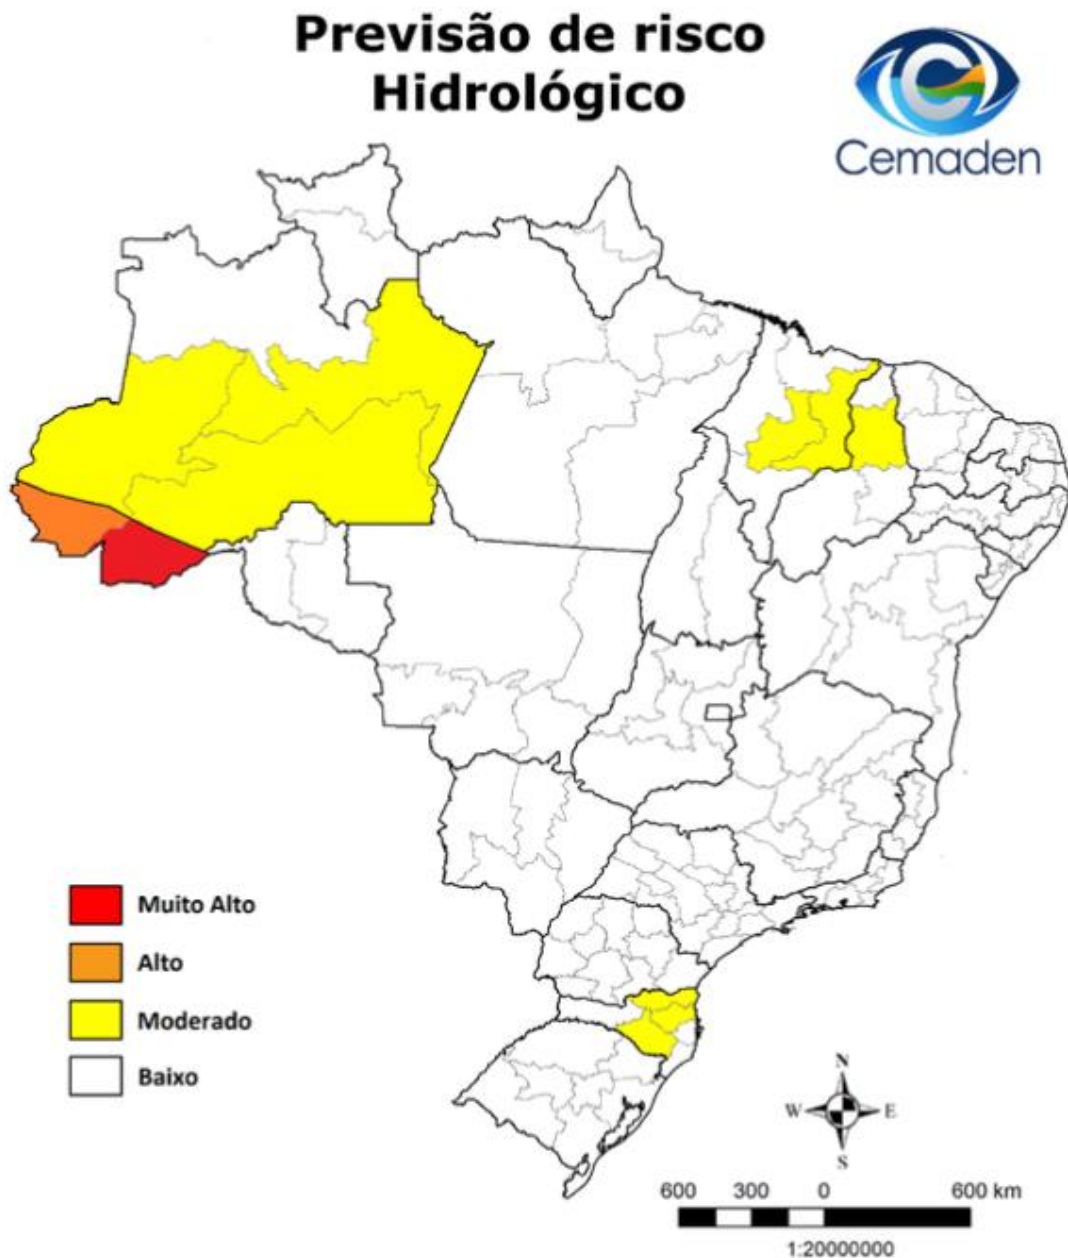 Previsão de risco
Hidrológico
Cemaden
Muito Alto
Alto
Moderado
Baixo
N
W E
S
600 300 0 600 km
1:20000000